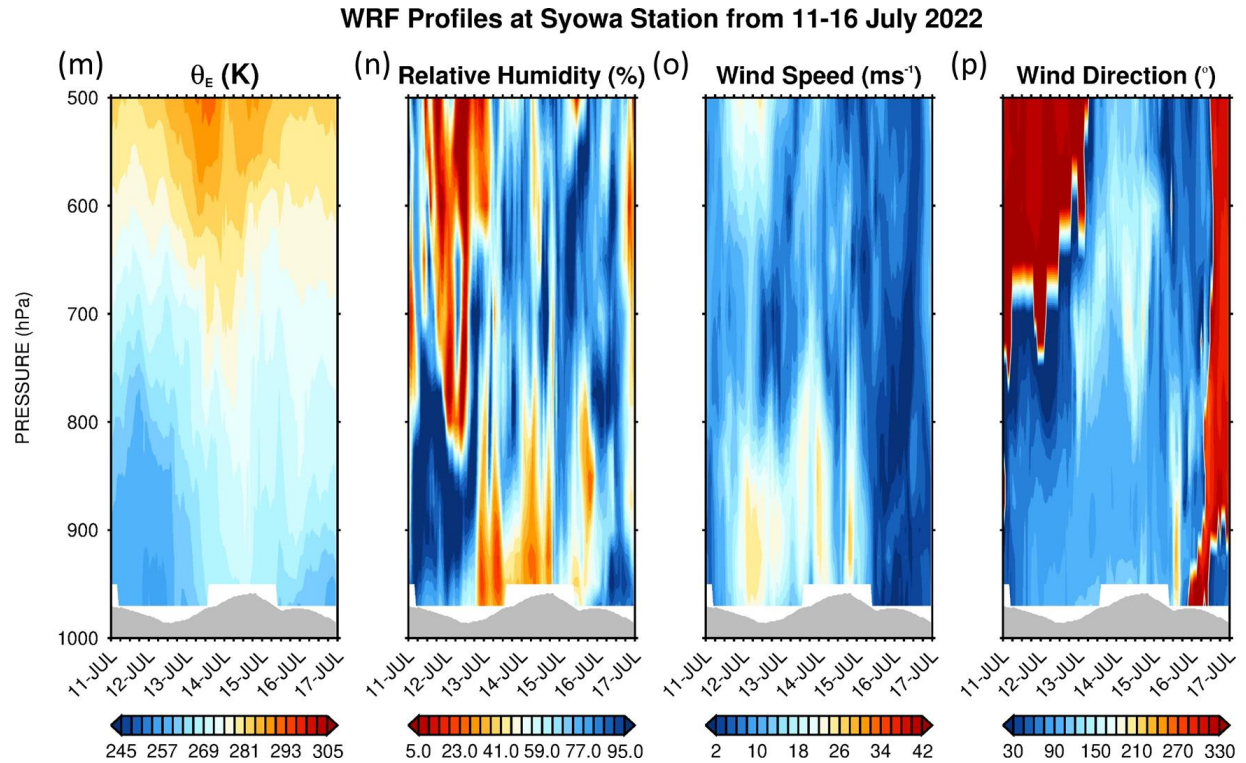 WRF Profiles at Syowa Station from 11-16 July 2022
(m) θE (K)
(n) Relative Humidity (%)
(o) Wind Speed (ms⁻¹)
(p) Wind Direction (°)
PRESSURE (hPa)
500
600
700
800
900
1000
11-JUL 12-JUL 13-JUL 14-JUL 15-JUL 16-JUL 17-JUL
11-JUL 12-JUL 13-JUL 14-JUL 15-JUL 16-JUL 17-JUL
11-JUL 12-JUL 13-JUL 14-JUL 15-JUL 16-JUL 17-JUL
11-JUL 12-JUL 13-JUL 14-JUL 15-JUL 16-JUL 17-JUL
245 257 269 281 293 305
5.0 23.0 41.0 59.0 77.0 95.0
2 10 18 26 34 42
30 90 150 210 270 330